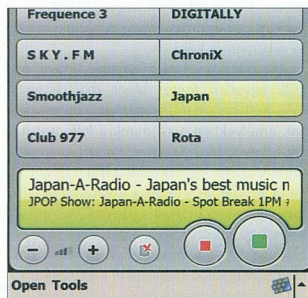 Frequence 3 DIGITALLY
S K Y . F M ChroniX
Smoothjazz Japan
Club 977 Rota
Japan-A-Radio - Japan's best music
JPOP Show: Japan-A-Radio - Spot Break 1PM
Open Tools